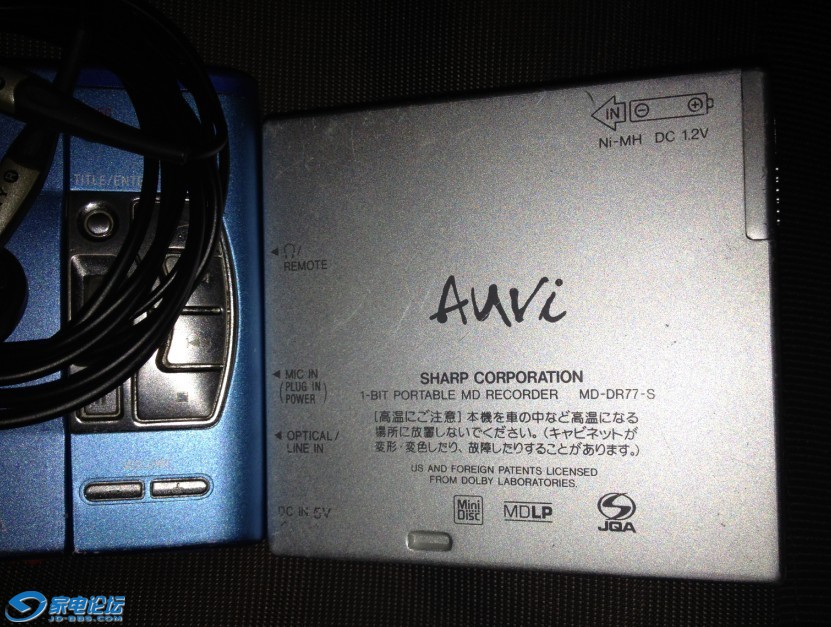 TITLE/ENTE
IN
Ni-MH DC 1.2V
REMOTE
Auvi
MIC IN
(PLUG IN
POWER)
SHARP CORPORATION
1-BIT PORTABLE MD RECORDER MD-DR77-S
[高温にご注意] 本機を車の中など高温になる
場所に放置しないでください。(キャビネットが
変形・変色したり、故障したりすることがあります。)
OPTICAL/
LINE IN
US AND FOREIGN PATENTS LICENSED
FROM DOLBY LABORATORIES.
DC IN 5V
Mini
Disc
MDLP
JQA
家电论坛
JD-BBS.COM